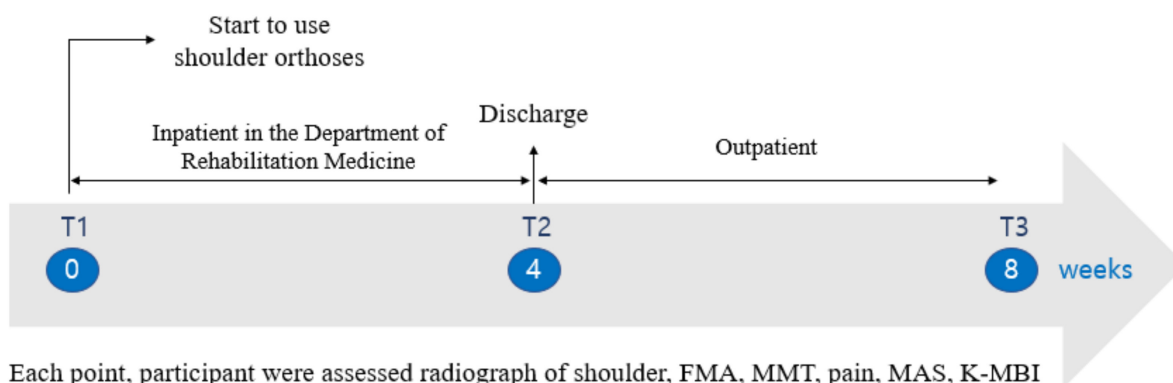 Start to use
shoulder orthoses
Discharge
Inpatient in the Department of
Rehabilitation Medicine
Outpatient
T1
T2
T3
0
4
8
weeks
Each point, participant were assessed radiograph of shoulder, FMA, MMT, pain, MAS, K-MBI